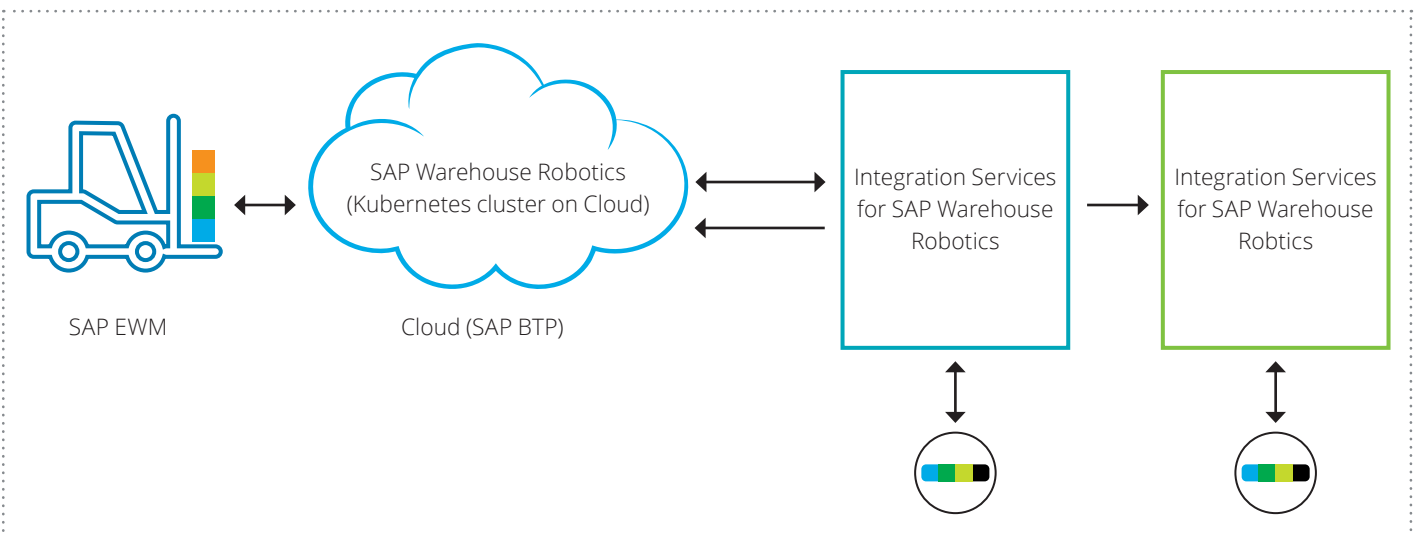 SAP Warehouse Robotics
(Kubernetes cluster on Cloud)
Integration Services
for SAP Warehouse
Robotics
Integration Services
for SAP Warehouse
Robtics
SAP EWM
Cloud (SAP BTP)